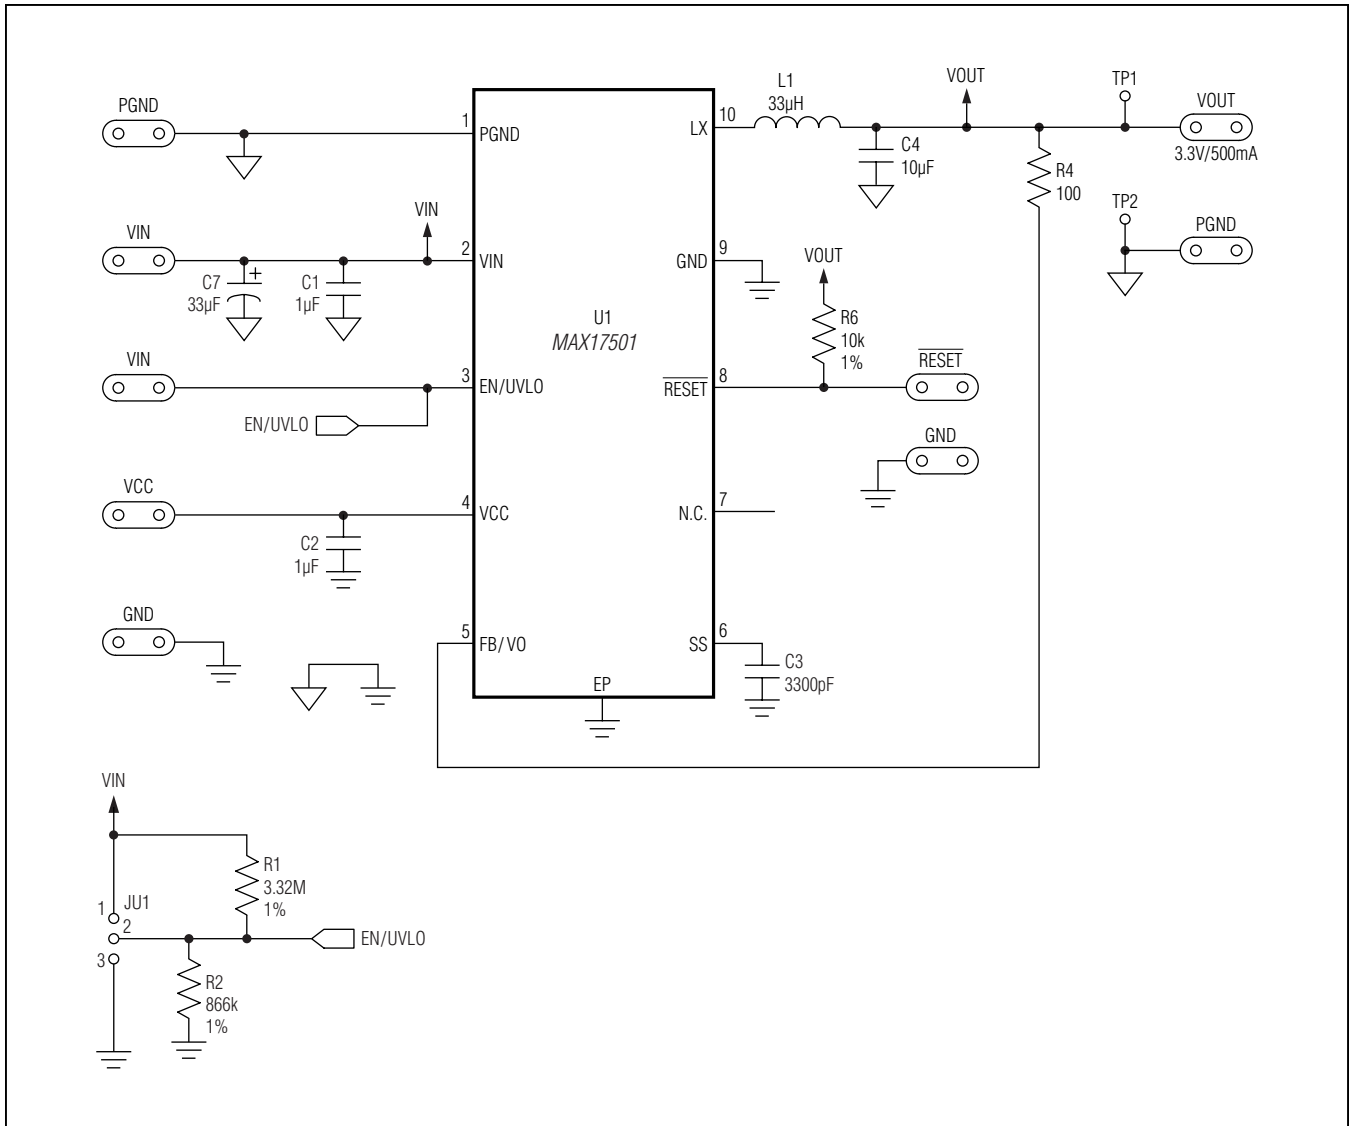 PGND
1
PGND
VIN
VIN
2
VIN
C7
33µF
+
C1
1µF
VIN
3
EN/UVLO
EN/UVLO
VCC
4
VCC
C2
1µF
GND
5
FB/VO
EP
U1
MAX17501
L1
33µH
10
LX
C4
10µF
VOUT
R4
100
TP1
VOUT
3.3V/500mA
TP2
PGND
9
GND
VOUT
R6
10k
1%
8
RESET
RESET
GND
7
N.C.
6
SS
C3
3300pF
VIN
R1
3.32M
1%
JU1
1
2
3
EN/UVLO
R2
866k
1%